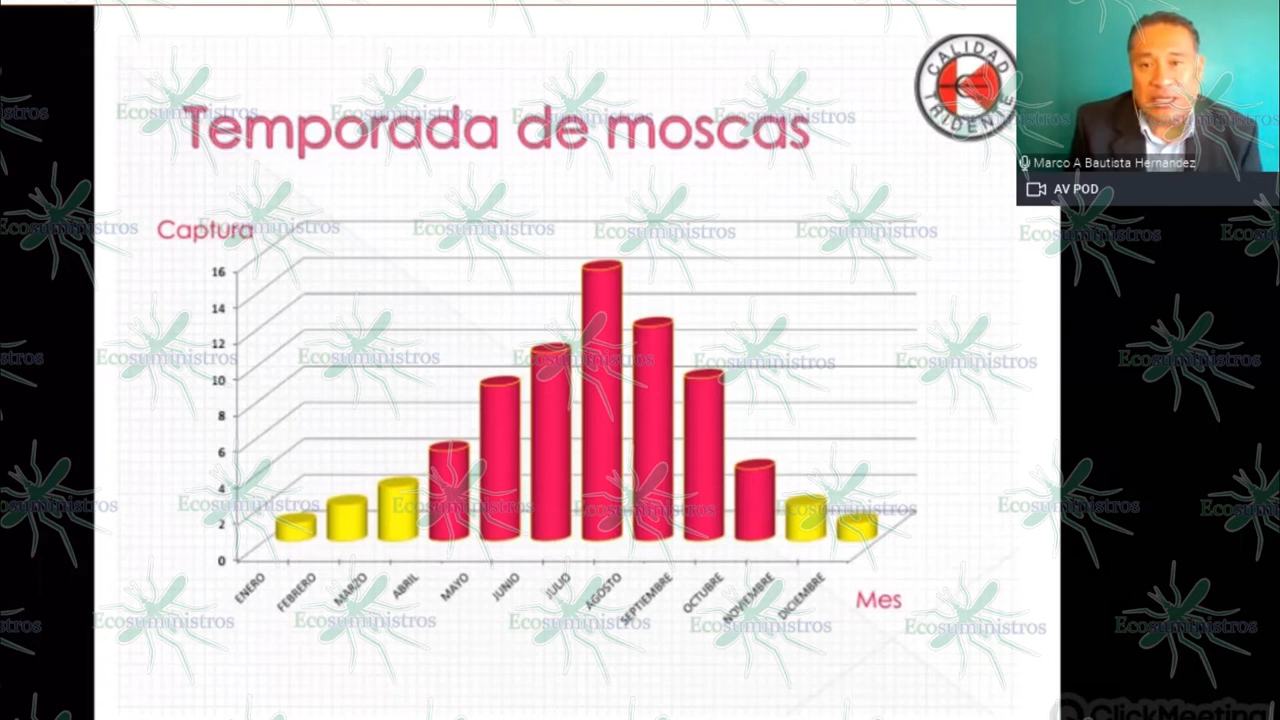 Temporada de moscas
CALIDAD
TRIDENTE
Marco A Bautista Hernandez
AV POD
Captura
16
14
12
10
8
6
4
2
0
ENERO
FEBRERO
MARZO
ABRIL
MAYO
JUNIO
JULIO
AGOSTO
SEPTIEMBRE
OCTUBRE
NOVIEMBRE
DICIEMBRE
Mes
Ecosuministros
ClickMeeting